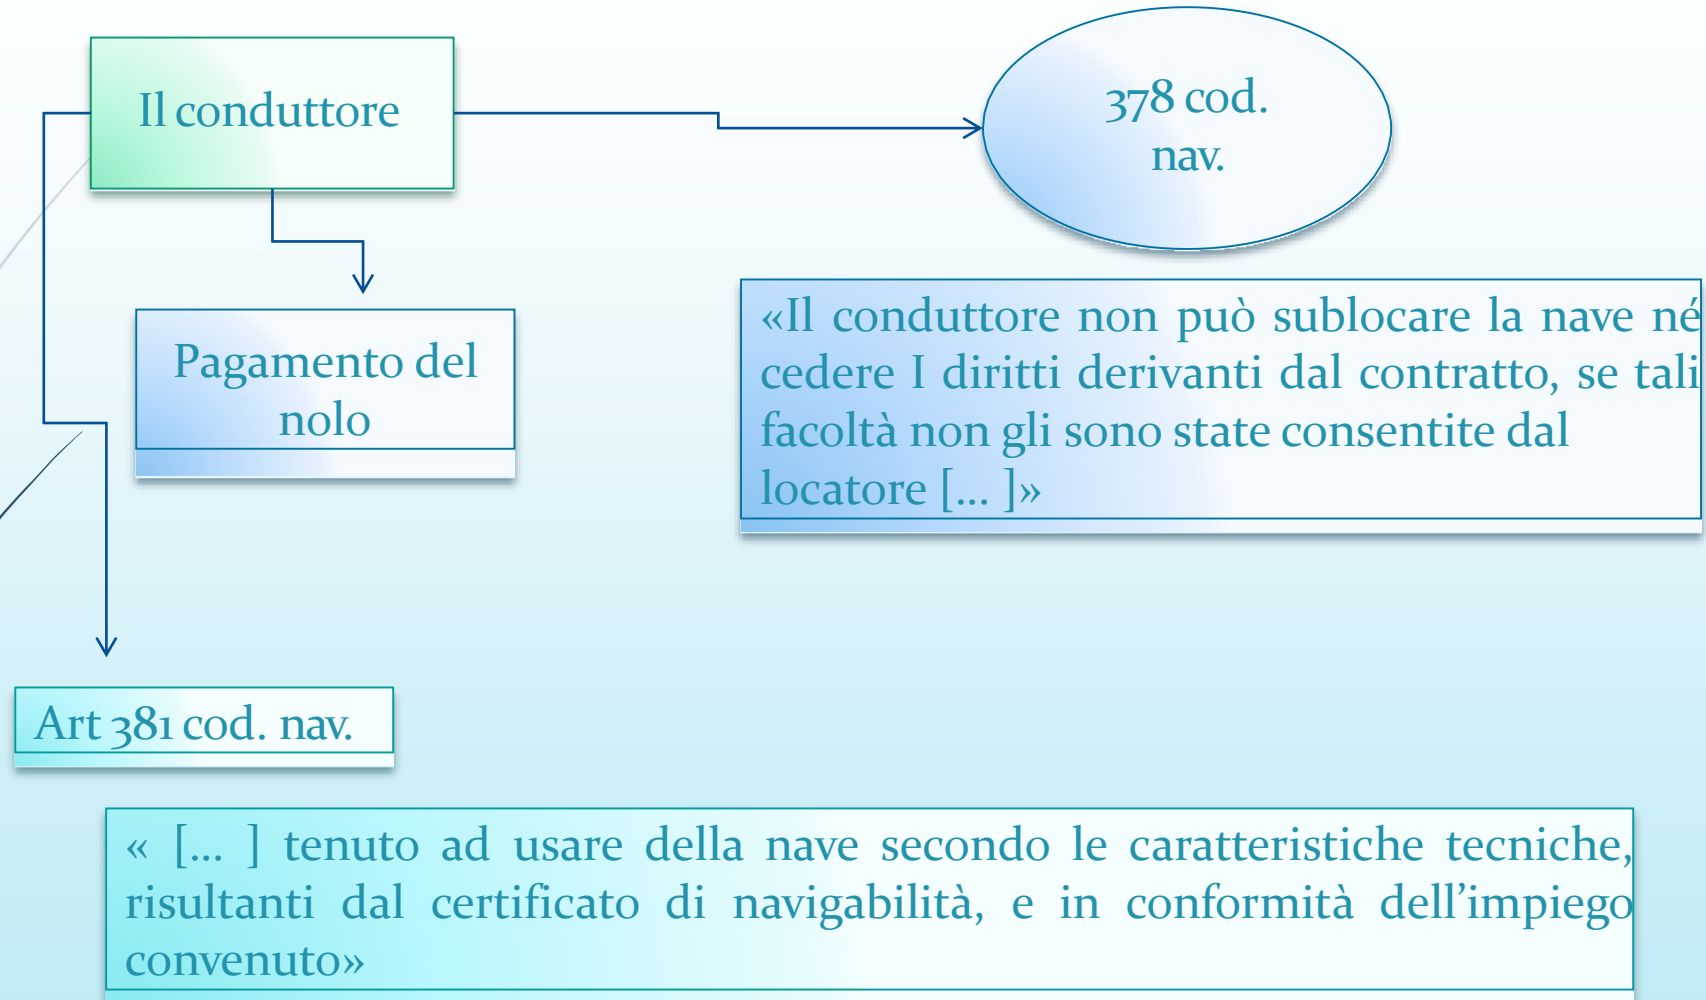 Il conduttore
378 cod.
nav.
Pagamento del
nolo
«Il conduttore non può sublocare la nave né
cedere I diritti derivanti dal contratto, se tali
facoltà non gli sono state consentite dal
locatore [... ]»
Art 381 cod. nav.
« [... ] tenuto ad usare della nave secondo le caratteristiche tecniche,
risultanti dal certificato di navigabilità, e in conformità dell’impiego
convenuto»